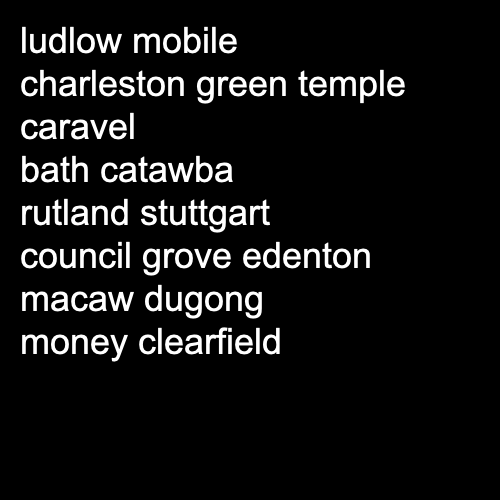 ludlow mobile
charleston green temple
caravel
bath catawba
rutland stuttgart
council grove edenton
macaw dugong
money clearfield